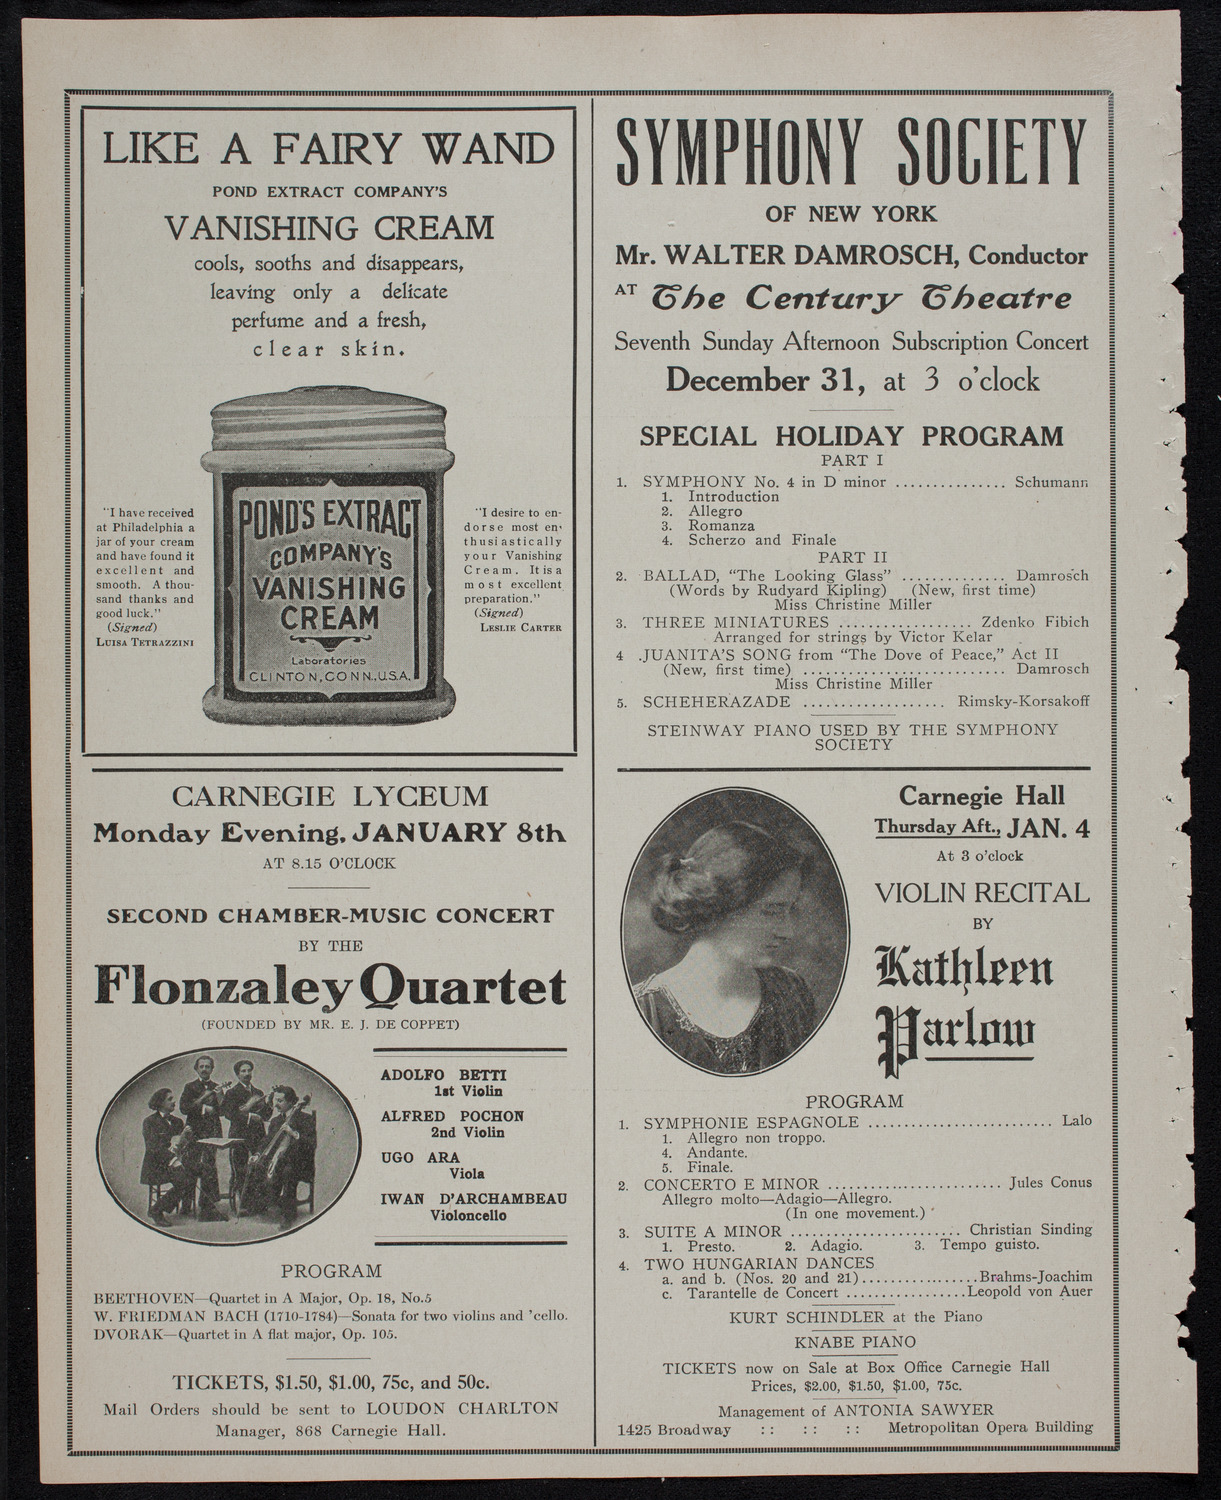 LIKE A FAIRY WAND
POND EXTRACT COMPANY'S
VANISHING CREAM
cools, sooths and disappears,
leaving only a delicate
perfume and a fresh,
clear skin.
"I have received
at Philadelphia a
jar of your cream
and have found it
excellent and
smooth. A thou-
sand thanks and
good luck."
(Signed)
LUISA TETRAZZINI
POND'S EXTRACT
COMPANY'S
VANISHING
CREAM
Laboratories
CLINTON, CONN., U.S.A.
"I desire to en-
dorse most en-
thusiastically
your Vanishing
Cream. It is a
most excellent
preparation."
(Signed)
LESLIE CARTER
CARNEGIE LYCEUM
Monday Evening, JANUARY 8th
AT 8.15 O'CLOCK
SECOND CHAMBER-MUSIC CONCERT
BY THE
Flonzaley Quartet
(FOUNDED BY MR. E. J. DE COPPET)
ADOLFO BETTI
1st Violin
ALFRED POCHON
2nd Violin
UGO ARA
Viola
IWAN D'ARCHAMBEAU
Violoncello
PROGRAM
BEETHOVEN—Quartet in A Major, Op. 18, No.5
W. FRIEDMAN BACH (1710-1784)—Sonata for two violins and 'cello.
DVORAK—Quartet in A flat major, Op. 105.
TICKETS, $1.50, $1.00, 75c, and 50c.
Mail Orders should be sent to LOUDON CHARLTON
Manager, 868 Carnegie Hall.
SYMPHONY SOCIETY
OF NEW YORK
Mr. WALTER DAMROSCH, Conductor
AT The Century Theatre
Seventh Sunday Afternoon Subscription Concert
December 31, at 3 o'clock
SPECIAL HOLIDAY PROGRAM
PART I
1. SYMPHONY No. 4 in D minor ............... Schumann
1. Introduction
2. Allegro
3. Romanza
4. Scherzo and Finale
PART II
2. BALLAD, "The Looking Glass" .............. Damrosch
(Words by Rudyard Kipling) (New, first time)
Miss Christine Miller
3. THREE MINIATURES .................. Zdenko Fibich
Arranged for strings by Victor Kelar
4 .JUANITA'S SONG from "The Dove of Peace," Act II
(New, first time) ........................... Damrosch
Miss Christine Miller
5. SCHEHERAZADE ................... Rimsky-Korsakoff
STEINWAY PIANO USED BY THE SYMPHONY
SOCIETY
Carnegie Hall
Thursday Aft., JAN. 4
At 3 o'clock
VIOLIN RECITAL
BY
Kathleen
Parlow
PROGRAM
1. SYMPHONIE ESPAGNOLE .......................... Lalo
1. Allegro non troppo.
4. Andante.
5. Finale.
2. CONCERTO E MINOR ........................ Jules Conus
Allegro molto—Adagio—Allegro.
(In one movement.)
3. SUITE A MINOR ........................ Christian Sinding
1. Presto. 2. Adagio. 3. Tempo guisto.
4. TWO HUNGARIAN DANCES
a. and b. (Nos. 20 and 21)................Brahms-Joachim
c. Tarantelle de Concert .................Leopold von Auer
KURT SCHINDLER at the Piano
KNABE PIANO
TICKETS now on Sale at Box Office Carnegie Hall
Prices, $2.00, $1.50, $1.00, 75c.
Management of ANTONIA SAWYER
1425 Broadway :: :: :: Metropolitan Opera Building